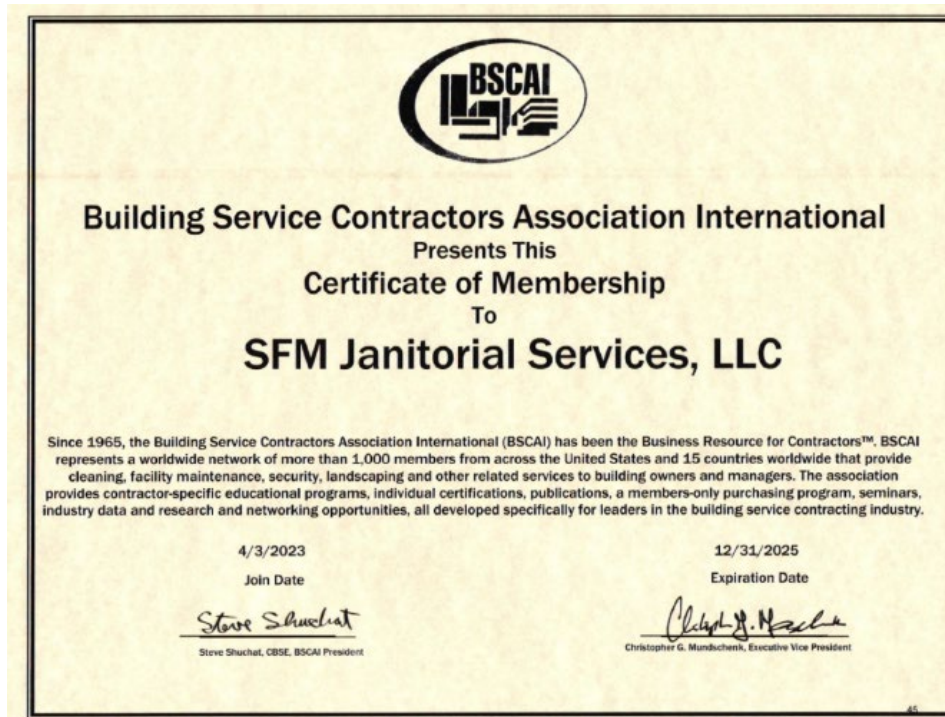 BSCAI
Building Service Contractors Association International
Presents This
Certificate of Membership
To
SFM Janitorial Services, LLC
Since 1965, the Building Service Contractors Association International (BSCAI) has been the Business Resource for Contractors™. BSCAI
represents a worldwide network of more than 1,000 members from across the United States and 15 countries worldwide that provide
cleaning, facility maintenance, security, landscaping and other related services to building owners and managers. The association
provides contractor-specific educational programs, individual certifications, publications, a members-only purchasing program, seminars,
industry data and research and networking opportunities, all developed specifically for leaders in the building service contracting industry.
4/3/2023
Join Date
Steve Shuchat
Steve Shuchat, CBSE, BSCAI President
12/31/2025
Expiration Date
Christopher G. Mundschenk, Executive Vice President
45